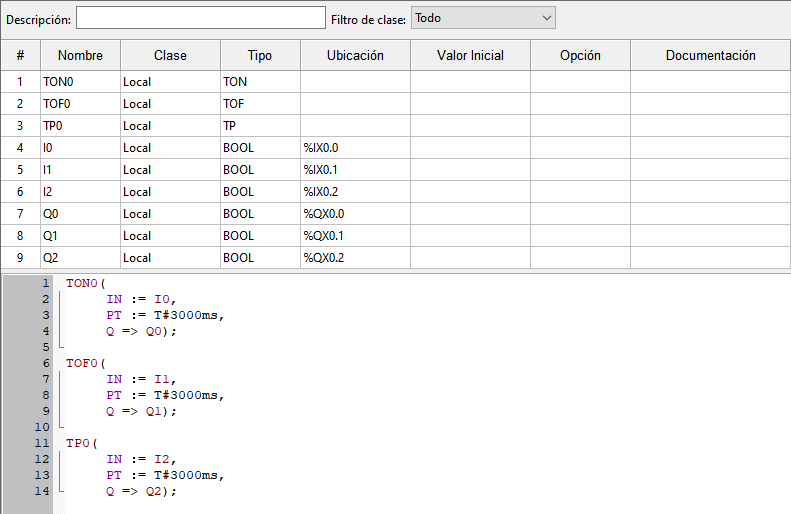 Descripción: Filtro de clase: Todo
# Nombre Clase Tipo Ubicación Valor Inicial Opción Documentación
1 TON0 Local TON
2 TOF0 Local TOF
3 TP0 Local TP
4 I0 Local BOOL %IX0.0
5 I1 Local BOOL %IX0.1
6 I2 Local BOOL %IX0.2
7 Q0 Local BOOL %QX0.0
8 Q1 Local BOOL %QX0.1
9 Q2 Local BOOL %QX0.2
1 TON0(
2 IN := I0,
3 PT := T#3000ms,
4 Q => Q0);
5
6 TOF0(
7 IN := I1,
8 PT := T#3000ms,
9 Q => Q1);
10
11 TP0(
12 IN := I2,
13 PT := T#3000ms,
14 Q => Q2);